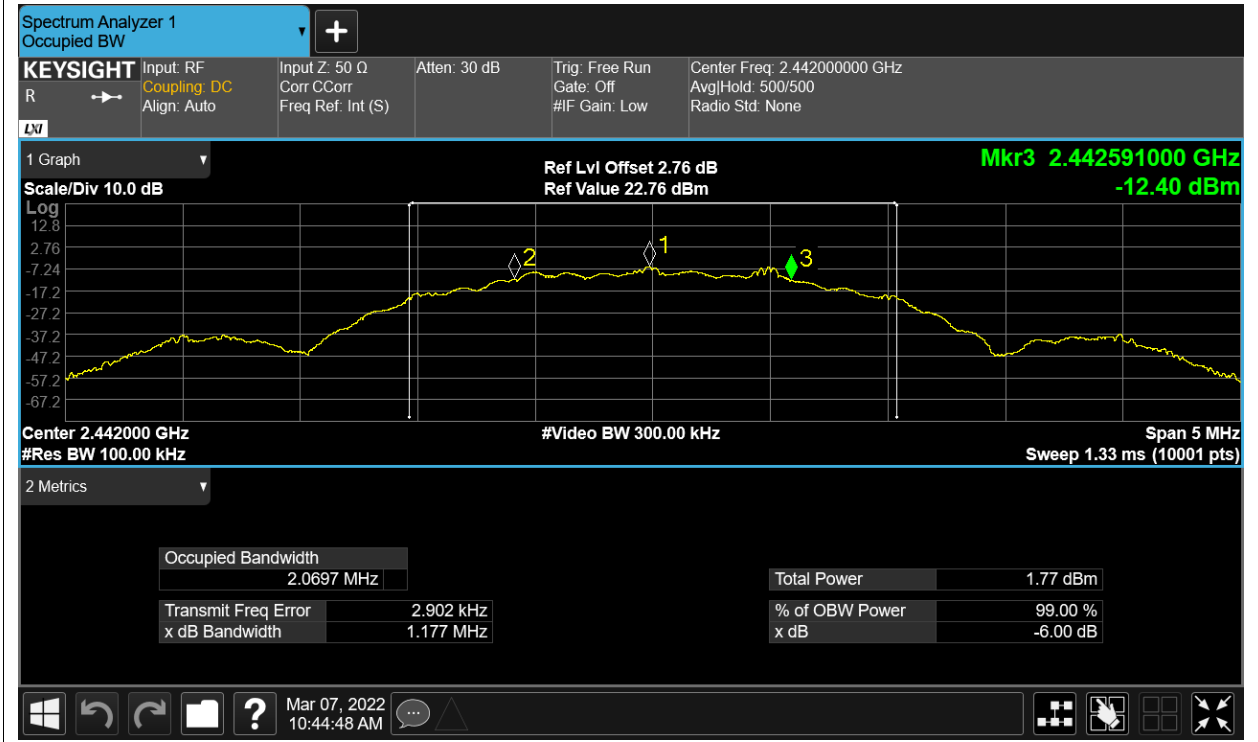 Spectrum Analyzer 1
Occupied BW
KEYSIGHT
R
LXI
Input: RF
Coupling: DC
Align: Auto
Input Z: 50 Ω
Corr CCorr
Freq Ref: Int (S)
Atten: 30 dB
Trig: Free Run
Gate: Off
#IF Gain: Low
Center Freq: 2.442000000 GHz
Avg|Hold: 500/500
Radio Std: None
1 Graph
Scale/Div 10.0 dB
Ref Lvl Offset 2.76 dB
Ref Value 22.76 dBm
Mkr3 2.442591000 GHz
-12.40 dBm
Log
12.8
2.76
-7.24
-17.2
-27.2
-37.2
-47.2
-57.2
-67.2
2
1
3
Center 2.442000 GHz
#Video BW 300.00 kHz
Span 5 MHz
#Res BW 100.00 kHz
Sweep 1.33 ms (10001 pts)
2 Metrics
Occupied Bandwidth
2.0697 MHz
Total Power 1.77 dBm
Transmit Freq Error 2.902 kHz
% of OBW Power 99.00 %
x dB Bandwidth 1.177 MHz
x dB -6.00 dB
?
Mar 07, 2022
10:44:48 AM